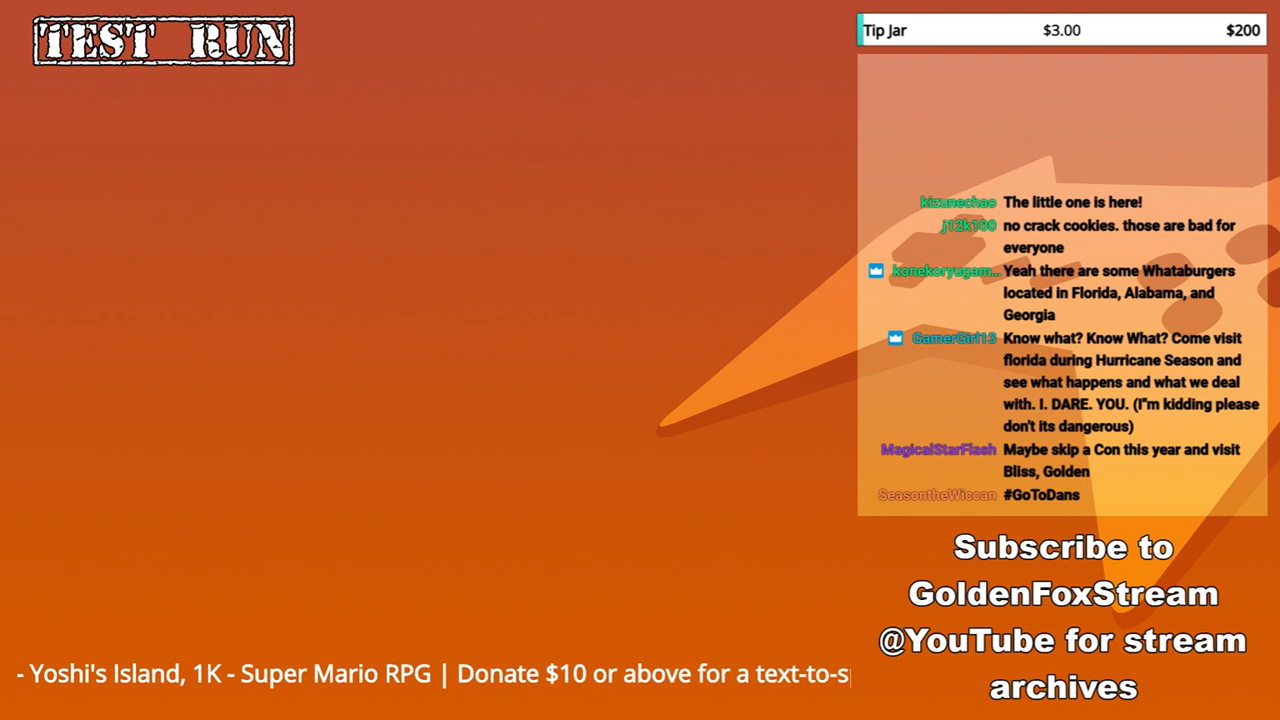 TEST RUN
Tip Jar $3.00 $200
kizunechao The little one is here!
j12k100 no crack cookies. those are bad for
everyone
konekoryugam... Yeah there are some Whataburgers
located in Florida, Alabama, and
Georgia
GamerGirl13 Know what? Know What? Come visit
florida during Hurricane Season and
see what happens and what we deal
with. I. DARE. YOU. (I"m kidding please
don't its dangerous)
MagicalStarFlash Maybe skip a Con this year and visit
Bliss, Golden
SeasontheWiccan #GoToDans
Subscribe to
GoldenFoxStream
@YouTube for stream
archives
- Yoshi's Island, 1K - Super Mario RPG | Donate $10 or above for a text-to-s